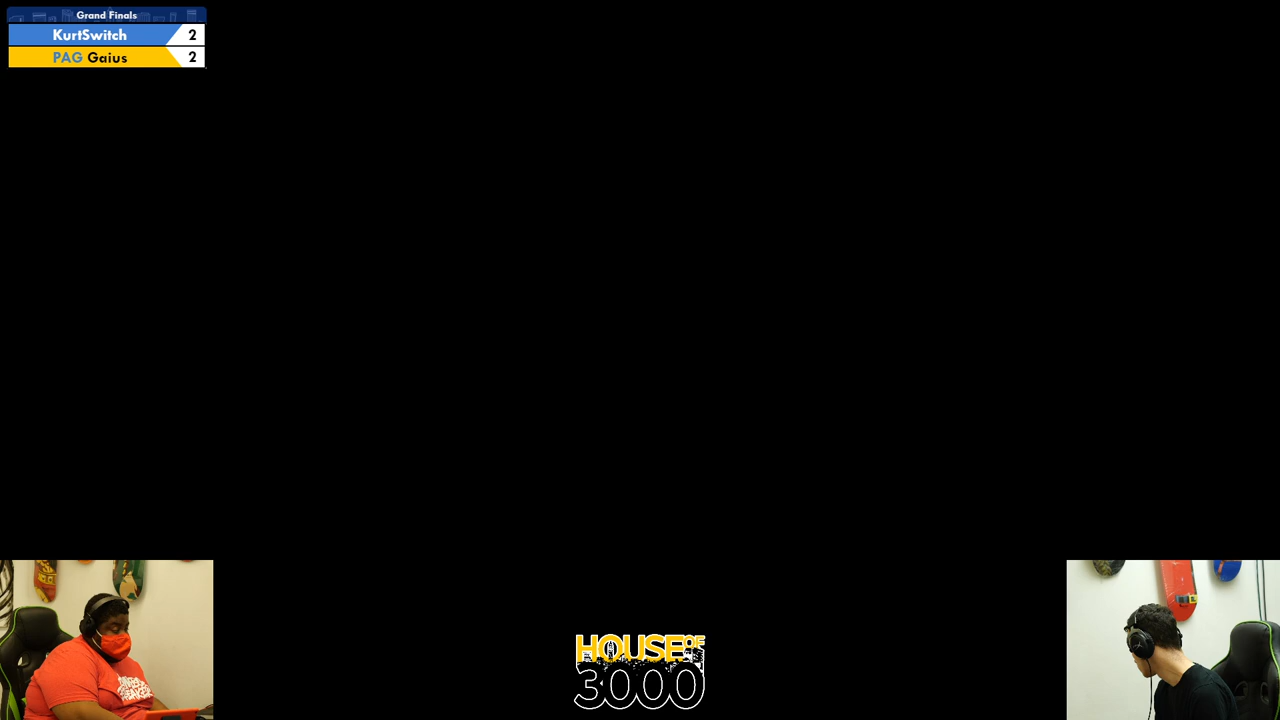 Grand Finals
KurtSwitch 2
PAG Gaius 2
HOUSE OF
3000